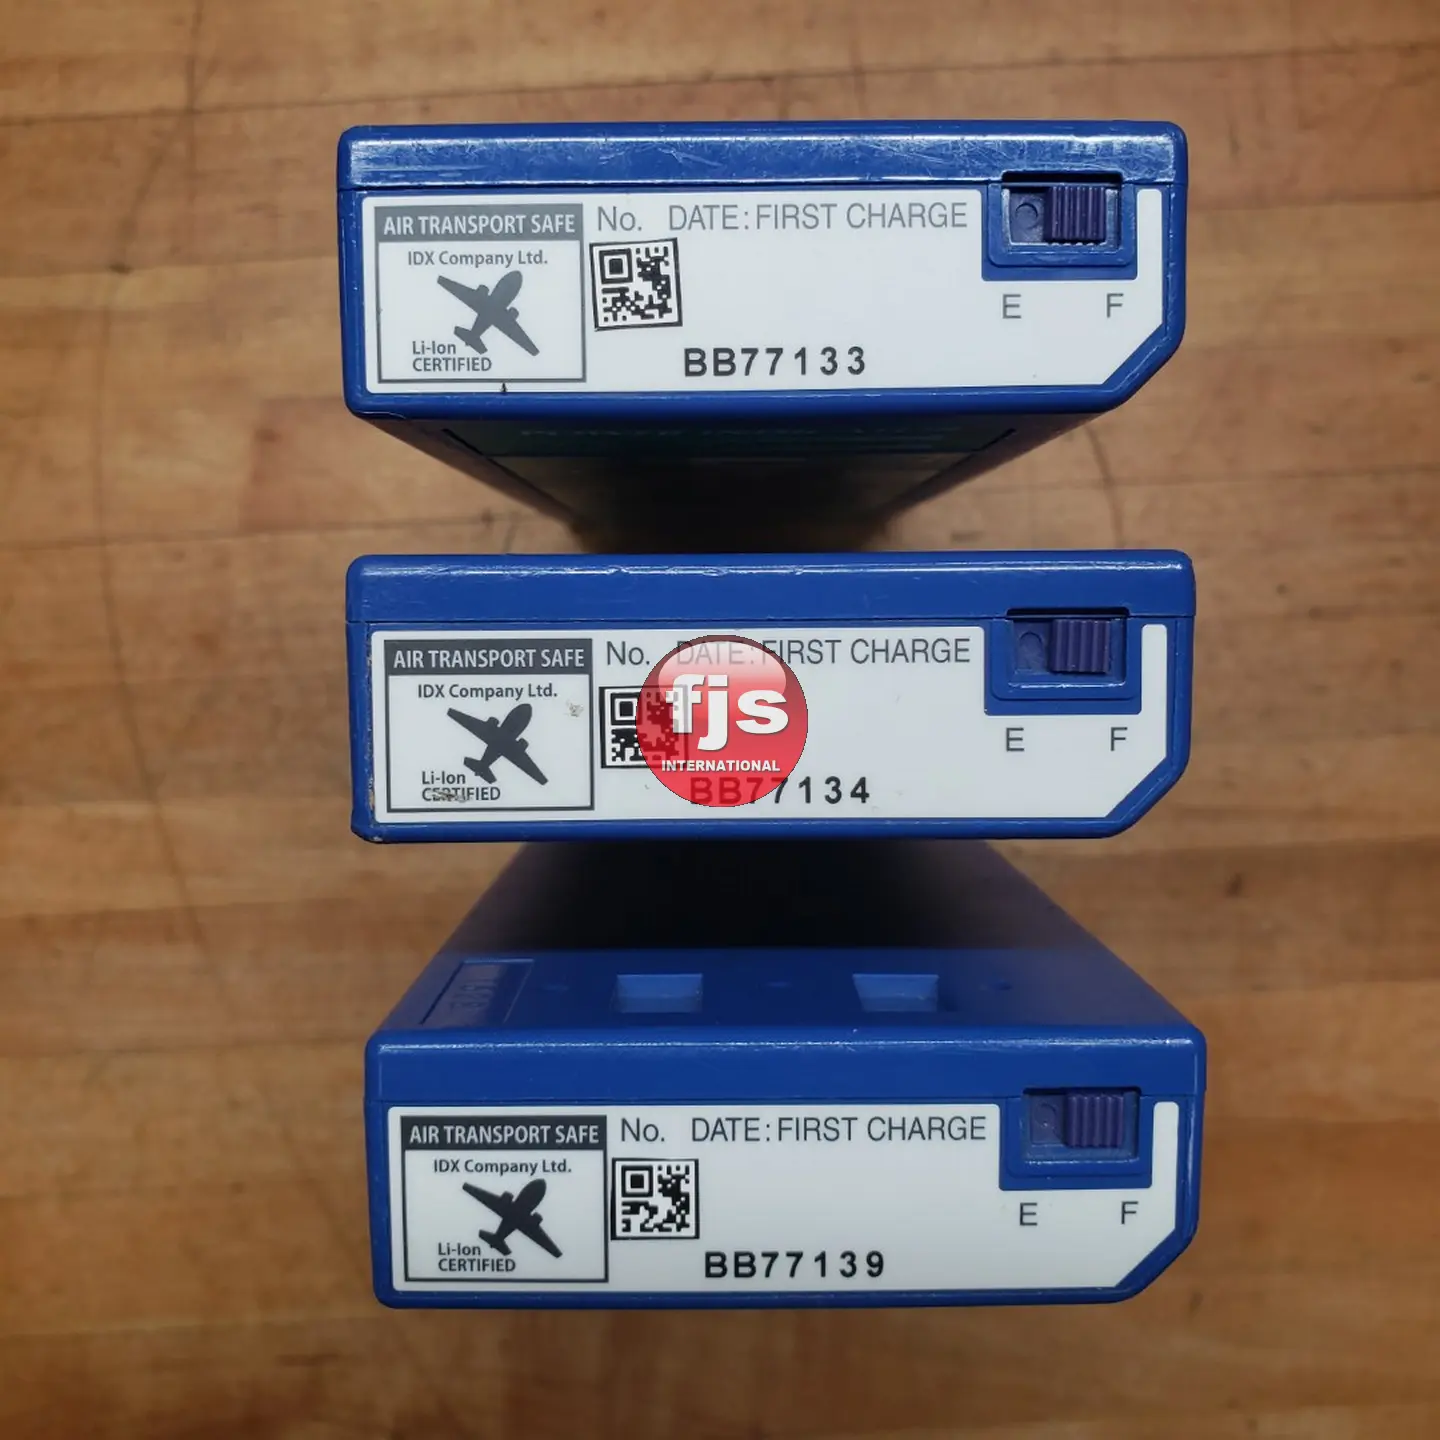 AIR TRANSPORT SAFE
IDX Company Ltd.
Li-Ion
CERTIFIED
No. DATE: FIRST CHARGE
BB77133
E F
AIR TRANSPORT SAFE
IDX Company Ltd.
Li-Ion
CERTIFIED
No. DATE: FIRST CHARGE
BB77134
E F
fjs
INTERNATIONAL
AIR TRANSPORT SAFE
IDX Company Ltd.
Li-Ion
CERTIFIED
No. DATE: FIRST CHARGE
BB77139
E F